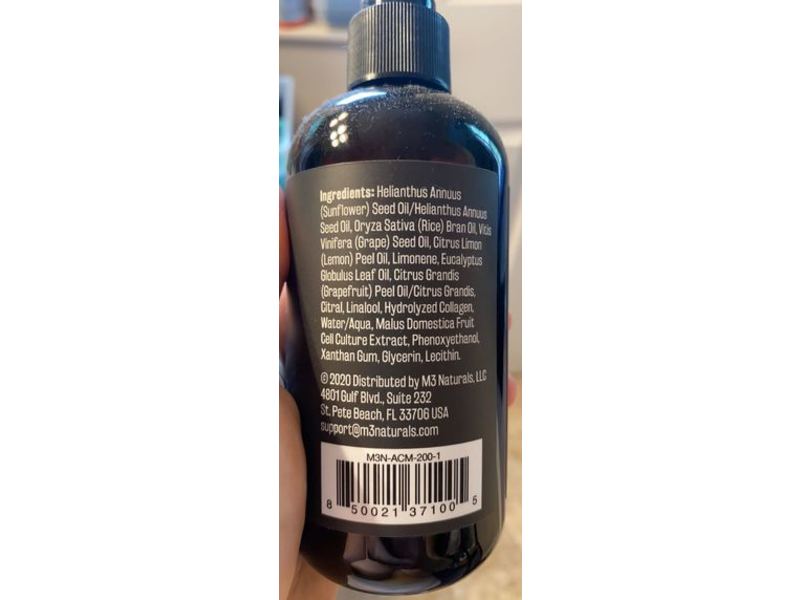 Ingredients: Helianthus Annuus
(Sunflower) Seed Oil/Helianthus Annuus
Seed Oil, Oryza Sativa (Rice) Bran Oil, Vitis
Vinifera (Grape) Seed Oil, Citrus Limon
(Lemon) Peel Oil, Limonene, Eucalyptus
Globulus Leaf Oil, Citrus Grandis
(Grapefruit) Peel Oil/Citrus Grandis,
Citral, Linalool, Hydrolyzed Collagen,
Water/Aqua, Malus Domestica Fruit
Cell Culture Extract, Phenoxyethanol,
Xanthan Gum, Glycerin, Lecithin.
© 2020 Distributed by M3 Naturals, LLC
4801 Gulf Blvd., Suite 232
St. Pete Beach, FL 33706 USA
support@m3naturals.com
M3N-ACM-200-1
8 50021 37100 5